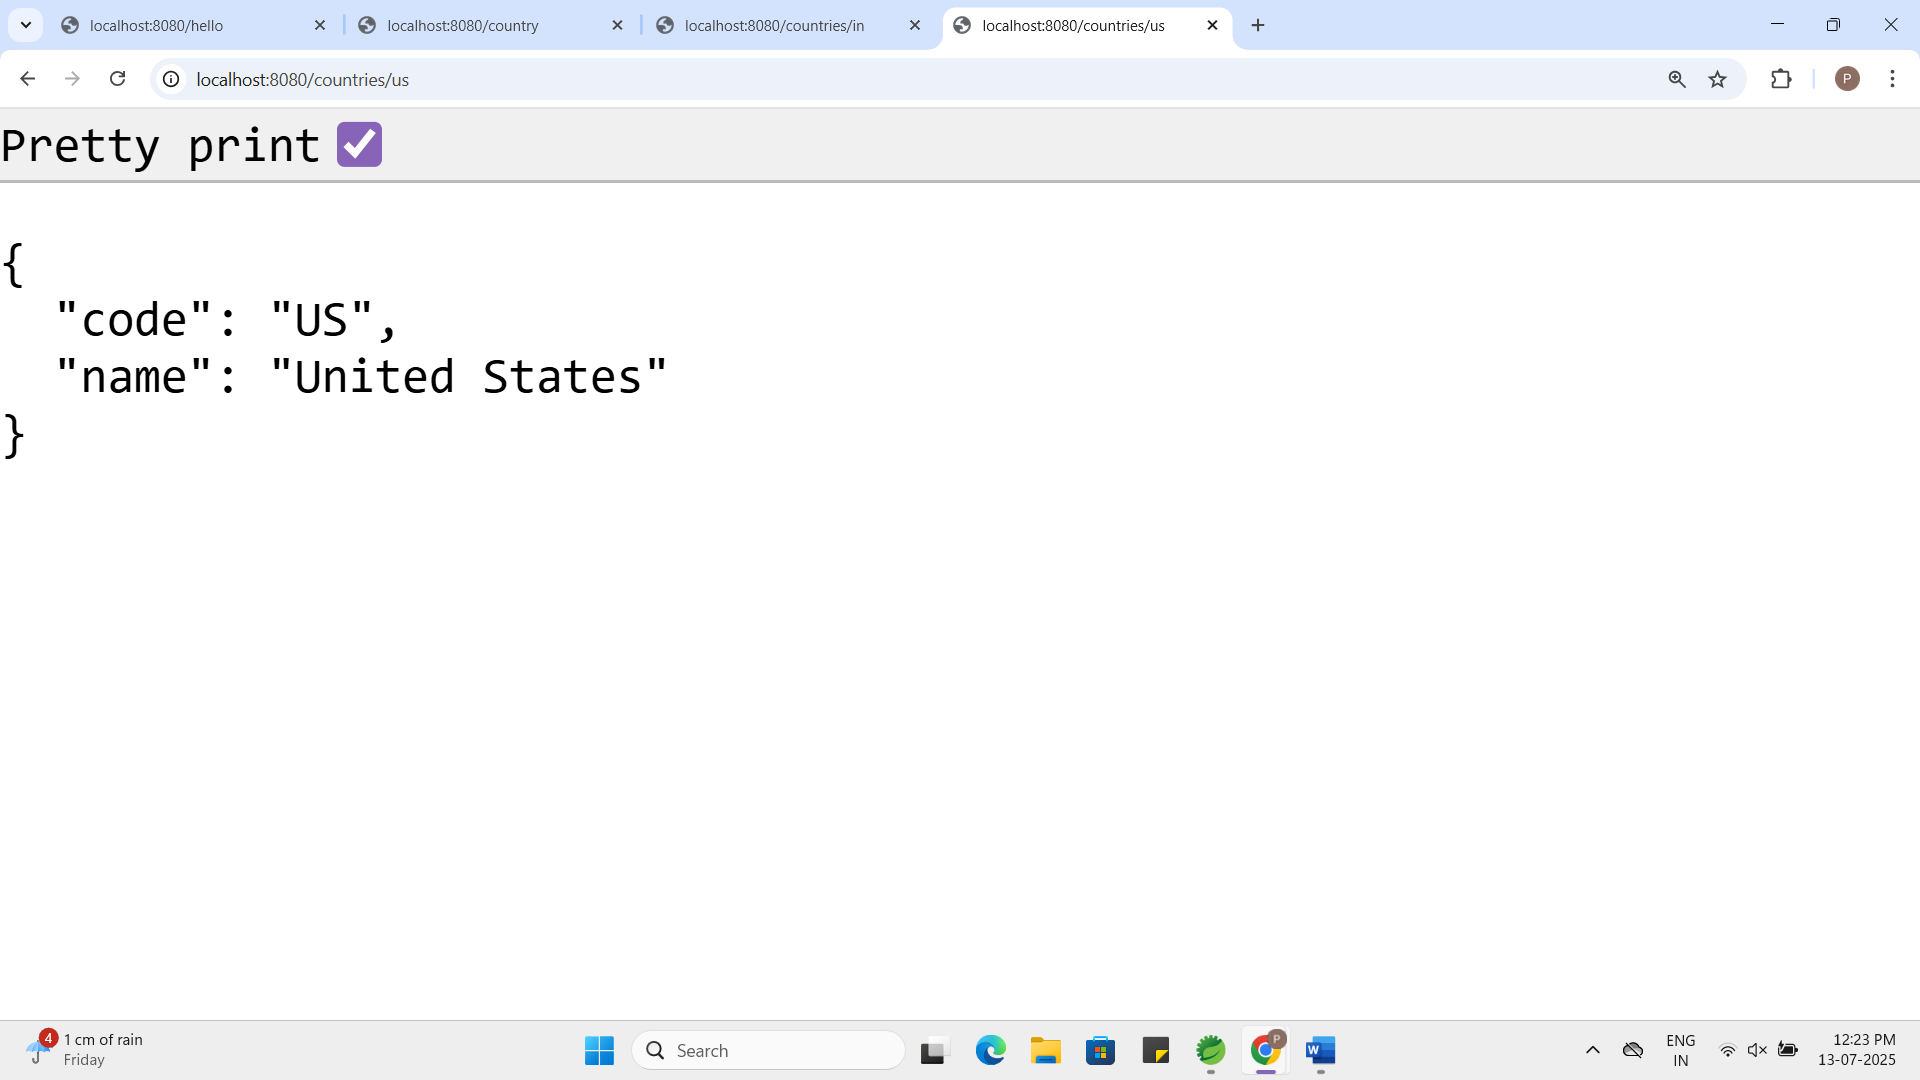 localhost:8080/hello
localhost:8080/country
localhost:8080/countries/in
localhost:8080/countries/us
localhost:8080/countries/us
P
Pretty print
{
  "code": "US",
  "name": "United States"
}
4
1 cm of rain
Friday
Search
P
W
ENG
IN
12:23 PM
13-07-2025